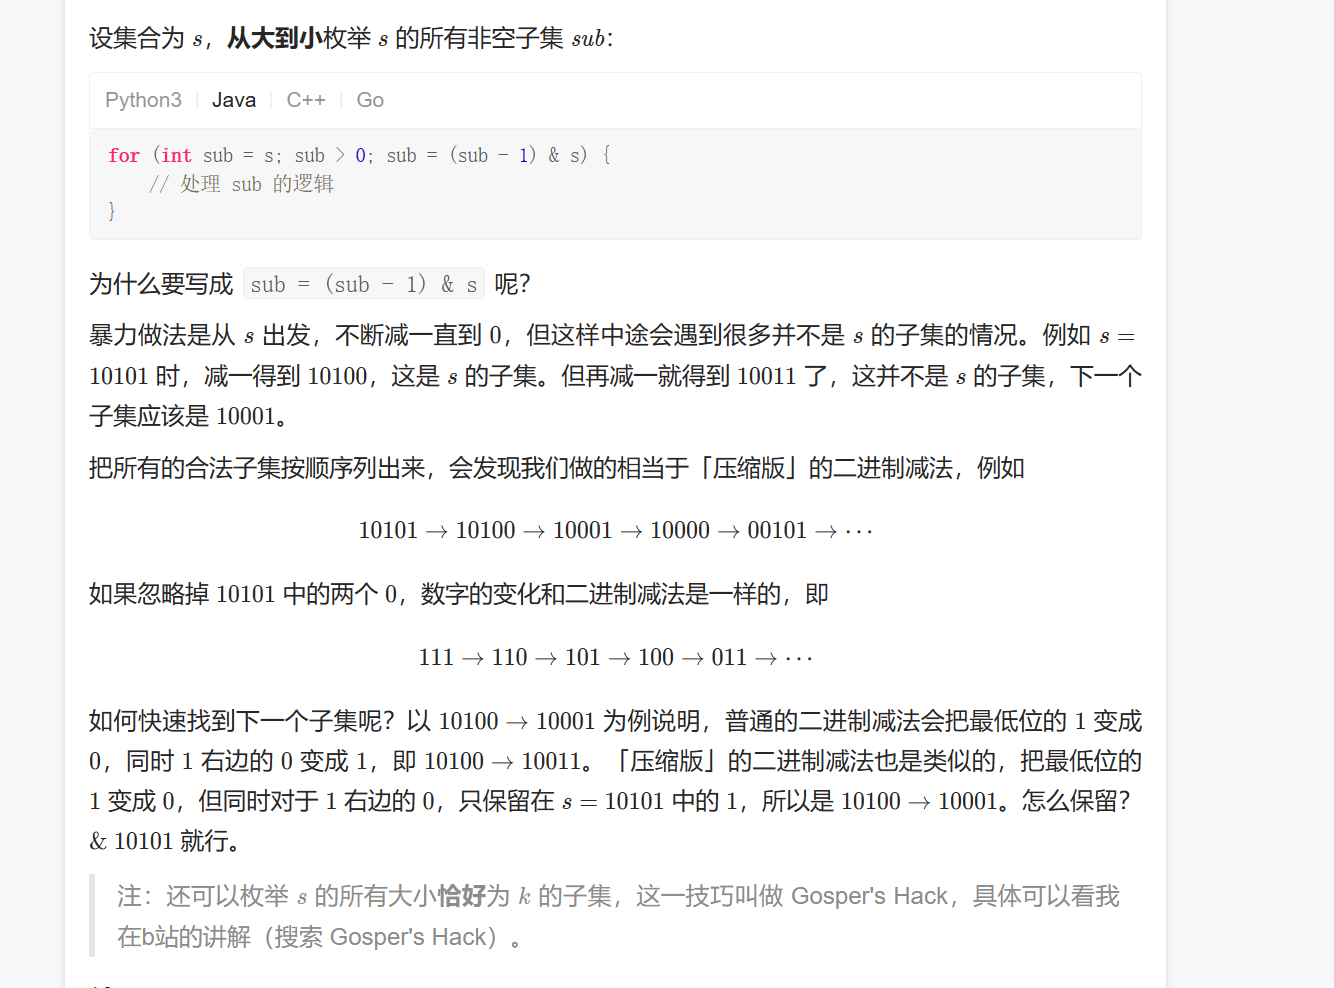 设集合为 s，从大到小枚举 s 的所有非空子集 sub：
Python3 | Java | C++ | Go
for (int sub = s; sub > 0; sub = (sub - 1) & s) {
    // 处理 sub 的逻辑
}
为什么要写成 sub = (sub - 1) & s 呢？
暴力做法是从 s 出发，不断减一直到 0，但这样中途会遇到很多并不是 s 的子集的情况。例如 s =
10101 时，减一得到 10100，这是 s 的子集。但再减一就得到 10011 了，这并不是 s 的子集，下一个
子集应该是 10001。
把所有的合法子集按顺序列出来，会发现我们做的相当于「压缩版」的二进制减法，例如
10101 → 10100 → 10001 → 10000 → 00101 → ⋯
如果忽略掉 10101 中的两个 0，数字的变化和二进制减法是一样的，即
111 → 110 → 101 → 100 → 011 → ⋯
如何快速找到下一个子集呢？以 10100 → 10001 为例说明，普通的二进制减法会把最低位的 1 变成
0，同时 1 右边的 0 变成 1，即 10100 → 10011。「压缩版」的二进制减法也是类似的，把最低位的
1 变成 0，但同时对于 1 右边的 0，只保留在 s = 10101 中的 1，所以是 10100 → 10001。怎么保留？
& 10101 就行。
注：还可以枚举 s 的所有大小恰好为 k 的子集，这一技巧叫做 Gosper's Hack，具体可以看我
在b站的讲解（搜索 Gosper's Hack）。